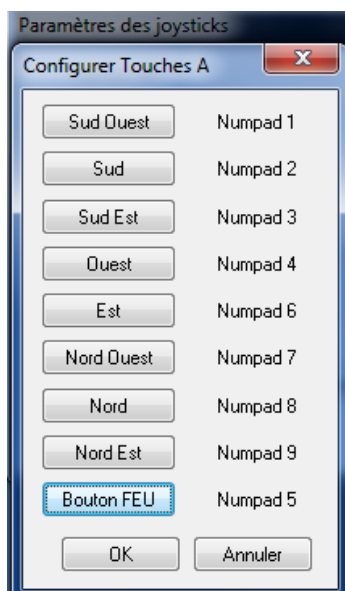 Paramètres des joysticks
Configurer Touches A
Sud Ouest Numpad 1
Sud Numpad 2
Sud Est Numpad 3
Ouest Numpad 4
Est Numpad 6
Nord Ouest Numpad 7
Nord Numpad 8
Nord Est Numpad 9
Bouton FEU Numpad 5
OK Annuler